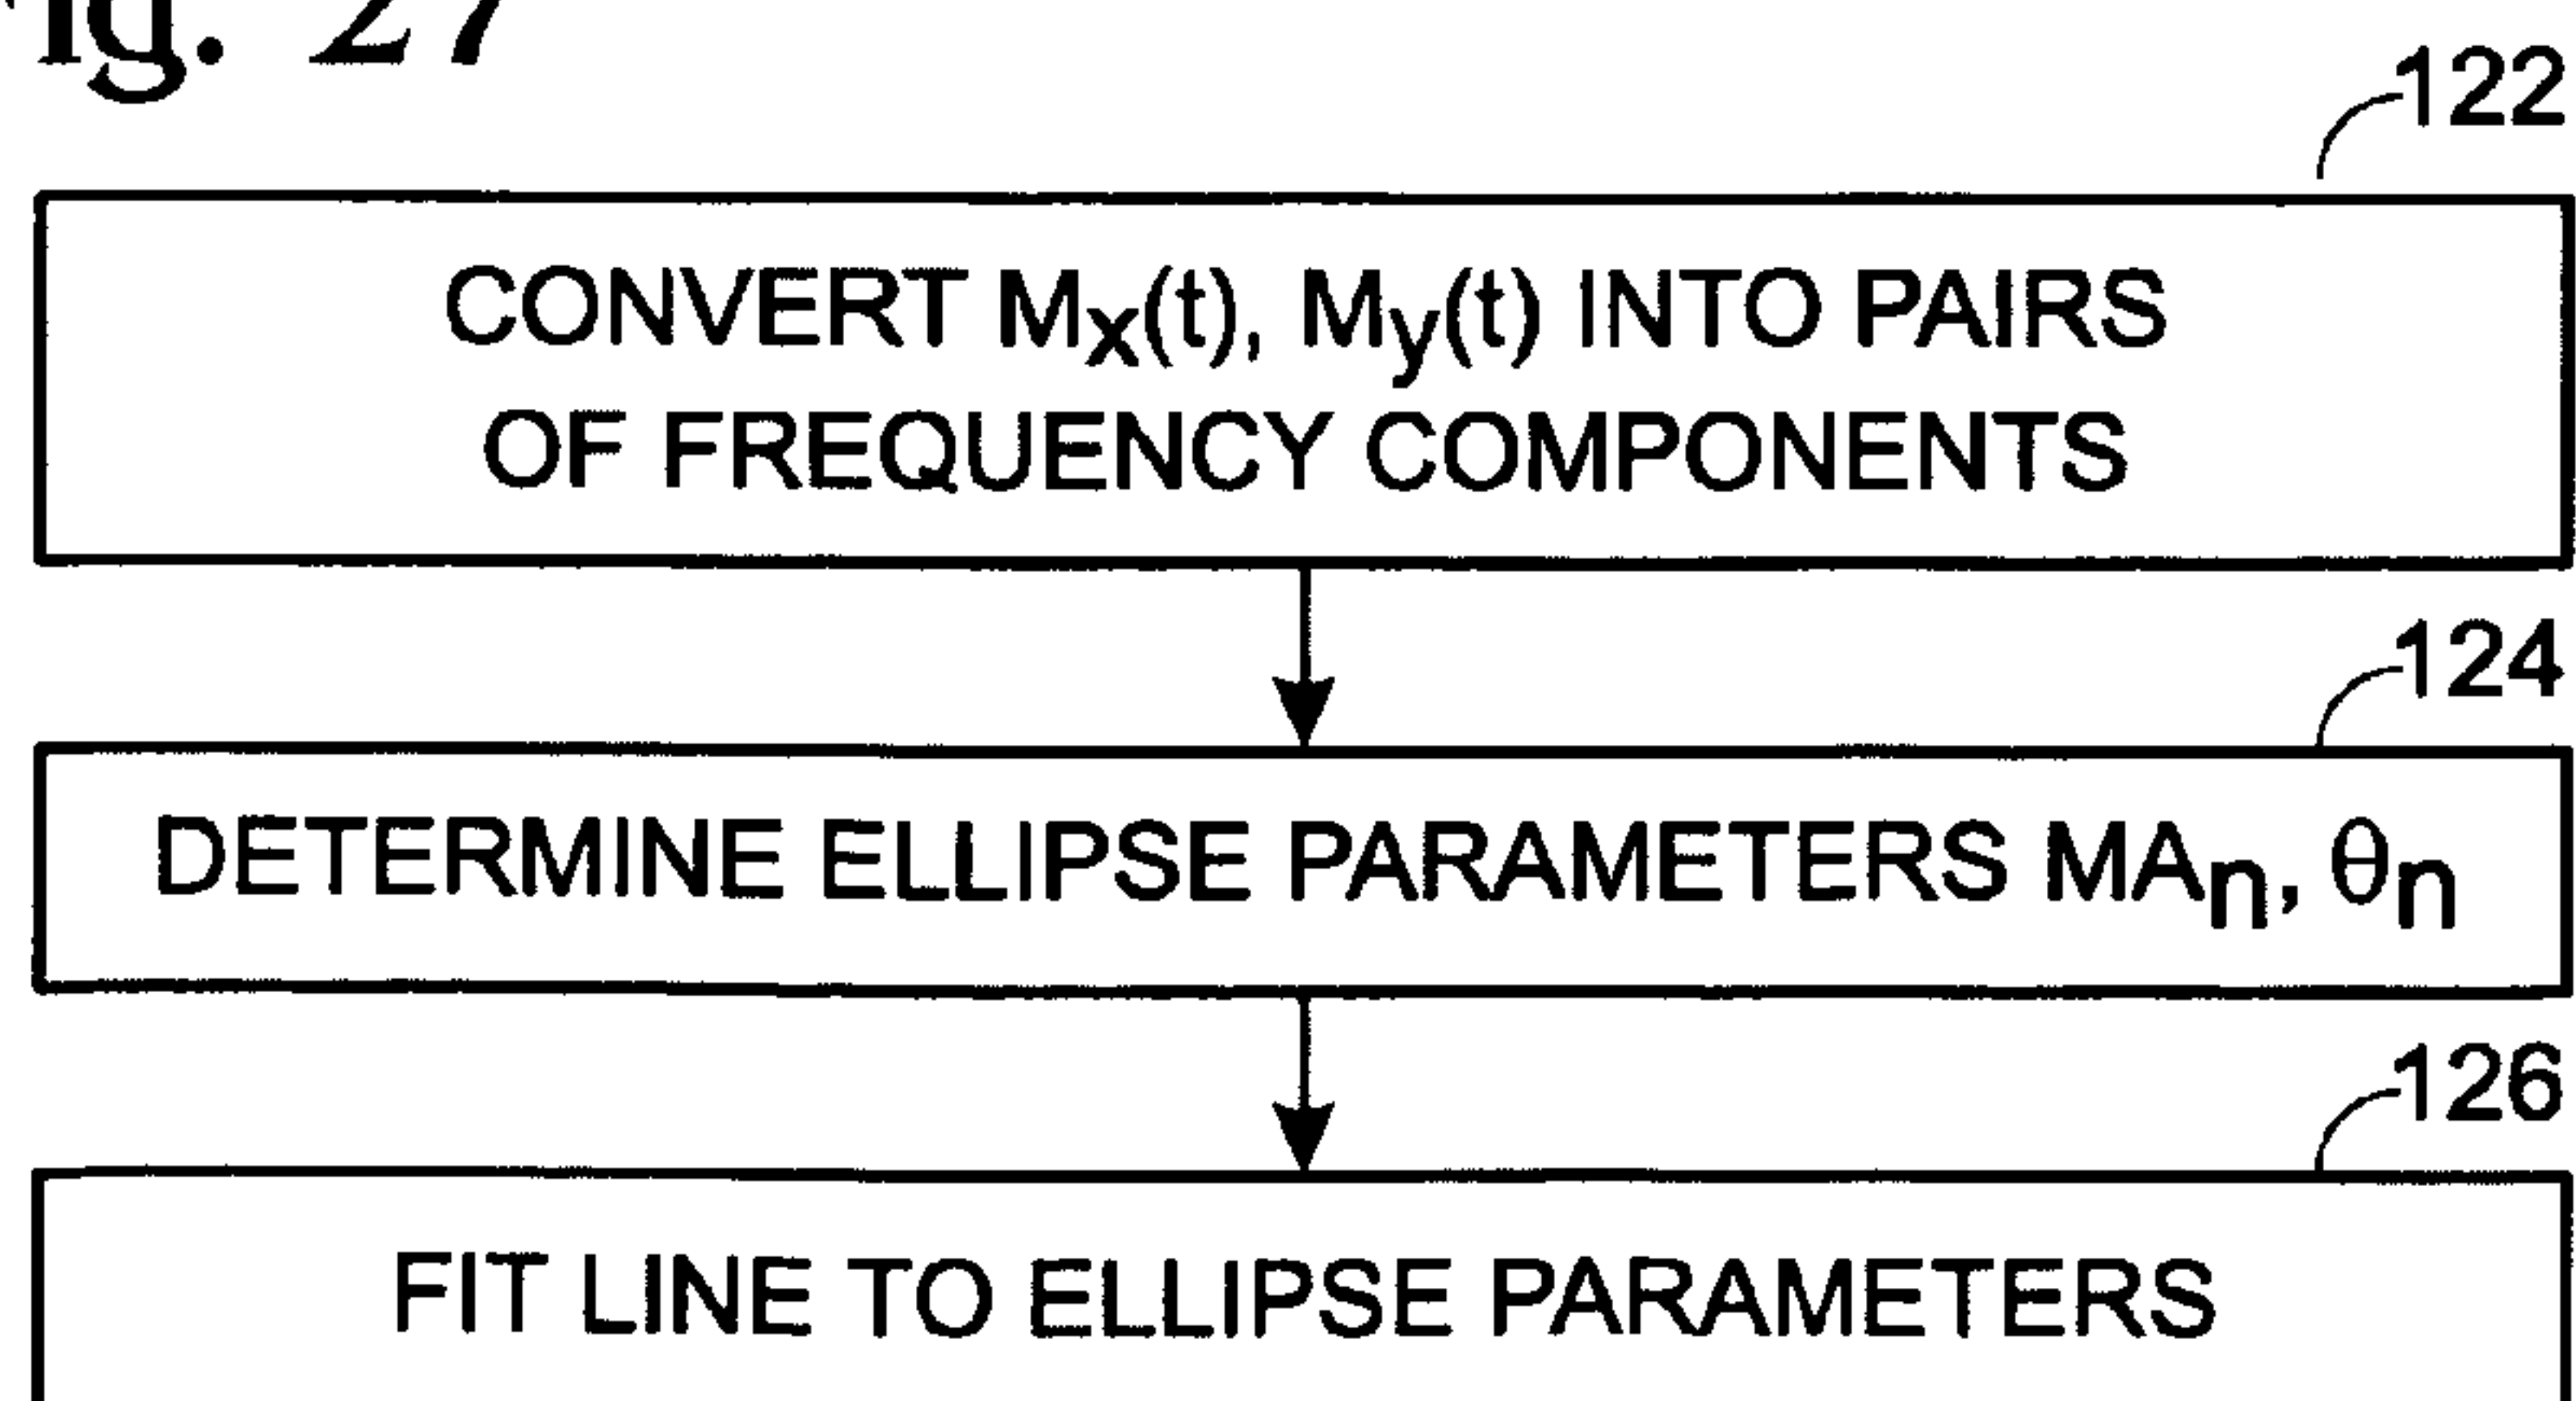 Fig. 27
122
CONVERT Mx(t), My(t) INTO PAIRS
OF FREQUENCY COMPONENTS
124
DETERMINE ELLIPSE PARAMETERS MAn, θn
126
FIT LINE TO ELLIPSE PARAMETERS